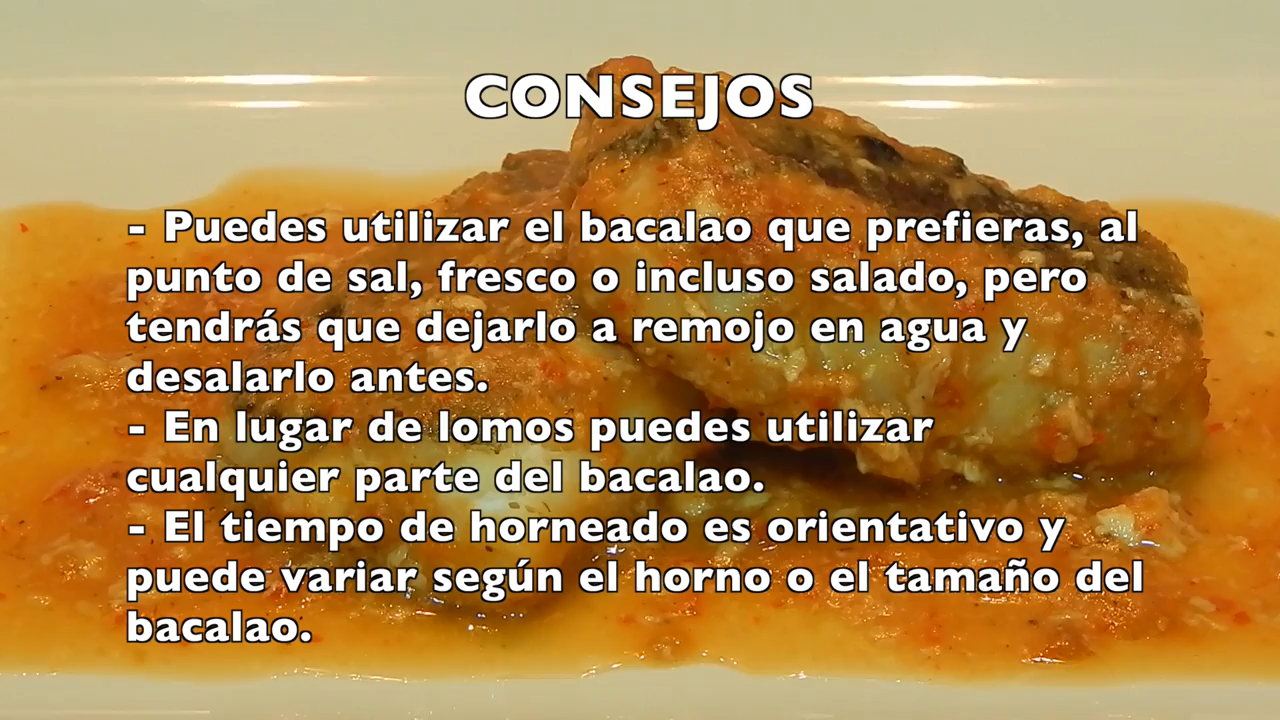 CONSEJOS
- Puedes utilizar el bacalao que prefieras, al
punto de sal, fresco o incluso salado, pero
tendrás que dejarlo a remojo en agua y
desalarlo antes.
- En lugar de lomos puedes utilizar
cualquier parte del bacalao.
- El tiempo de horneado es orientativo y
puede variar según el horno o el tamaño del
bacalao.